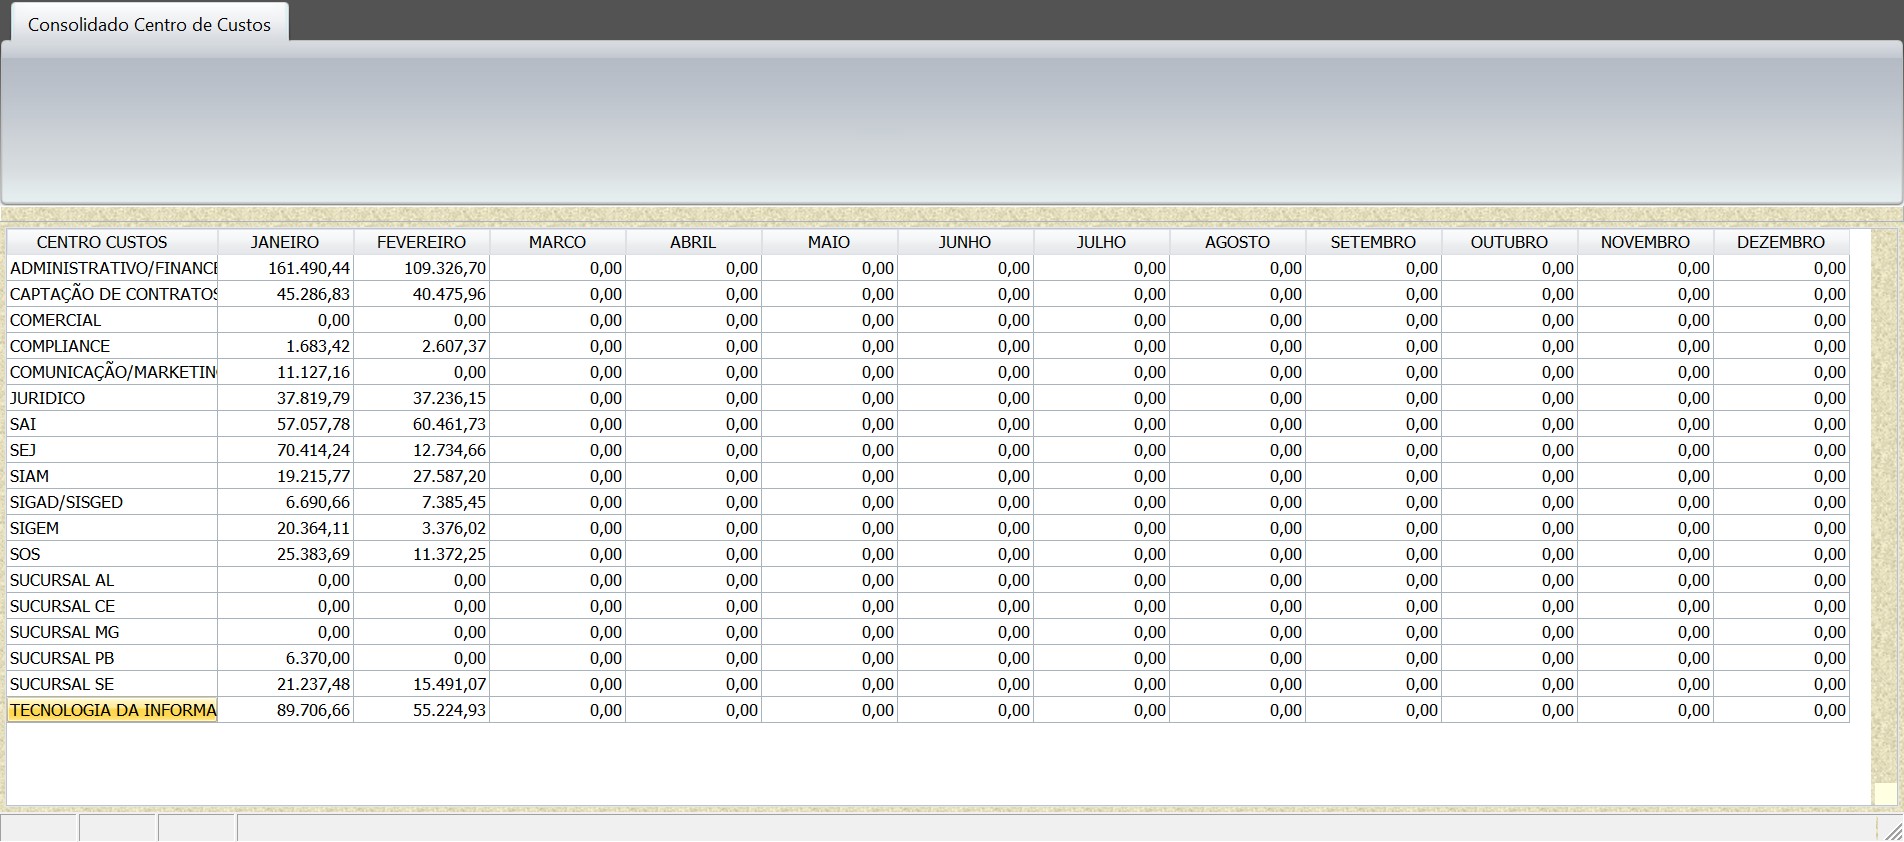 Consolidado Centro de Custos
CENTRO CUSTOS JANEIRO FEVEREIRO MARCO ABRIL MAIO JUNHO JULHO AGOSTO SETEMBRO OUTUBRO NOVEMBRO DEZEMBRO
ADMINISTRATIVO/FINANCE 161.490,44 109.326,70 0,00 0,00 0,00 0,00 0,00 0,00 0,00 0,00 0,00 0,00
CAPTAÇÃO DE CONTRATOS 45.286,83 40.475,96 0,00 0,00 0,00 0,00 0,00 0,00 0,00 0,00 0,00 0,00
COMERCIAL 0,00 0,00 0,00 0,00 0,00 0,00 0,00 0,00 0,00 0,00 0,00 0,00
COMPLIANCE 1.683,42 2.607,37 0,00 0,00 0,00 0,00 0,00 0,00 0,00 0,00 0,00 0,00
COMUNICAÇÃO/MARKETIN 11.127,16 0,00 0,00 0,00 0,00 0,00 0,00 0,00 0,00 0,00 0,00 0,00
JURIDICO 37.819,79 37.236,15 0,00 0,00 0,00 0,00 0,00 0,00 0,00 0,00 0,00 0,00
SAI 57.057,78 60.461,73 0,00 0,00 0,00 0,00 0,00 0,00 0,00 0,00 0,00 0,00
SEJ 70.414,24 12.734,66 0,00 0,00 0,00 0,00 0,00 0,00 0,00 0,00 0,00 0,00
SIAM 19.215,77 27.587,20 0,00 0,00 0,00 0,00 0,00 0,00 0,00 0,00 0,00 0,00
SIGAD/SISGED 6.690,66 7.385,45 0,00 0,00 0,00 0,00 0,00 0,00 0,00 0,00 0,00 0,00
SIGEM 20.364,11 3.376,02 0,00 0,00 0,00 0,00 0,00 0,00 0,00 0,00 0,00 0,00
SOS 25.383,69 11.372,25 0,00 0,00 0,00 0,00 0,00 0,00 0,00 0,00 0,00 0,00
SUCURSAL AL 0,00 0,00 0,00 0,00 0,00 0,00 0,00 0,00 0,00 0,00 0,00 0,00
SUCURSAL CE 0,00 0,00 0,00 0,00 0,00 0,00 0,00 0,00 0,00 0,00 0,00 0,00
SUCURSAL MG 0,00 0,00 0,00 0,00 0,00 0,00 0,00 0,00 0,00 0,00 0,00 0,00
SUCURSAL PB 6.370,00 0,00 0,00 0,00 0,00 0,00 0,00 0,00 0,00 0,00 0,00 0,00
SUCURSAL SE 21.237,48 15.491,07 0,00 0,00 0,00 0,00 0,00 0,00 0,00 0,00 0,00 0,00
TECNOLOGIA DA INFORMA 89.706,66 55.224,93 0,00 0,00 0,00 0,00 0,00 0,00 0,00 0,00 0,00 0,00